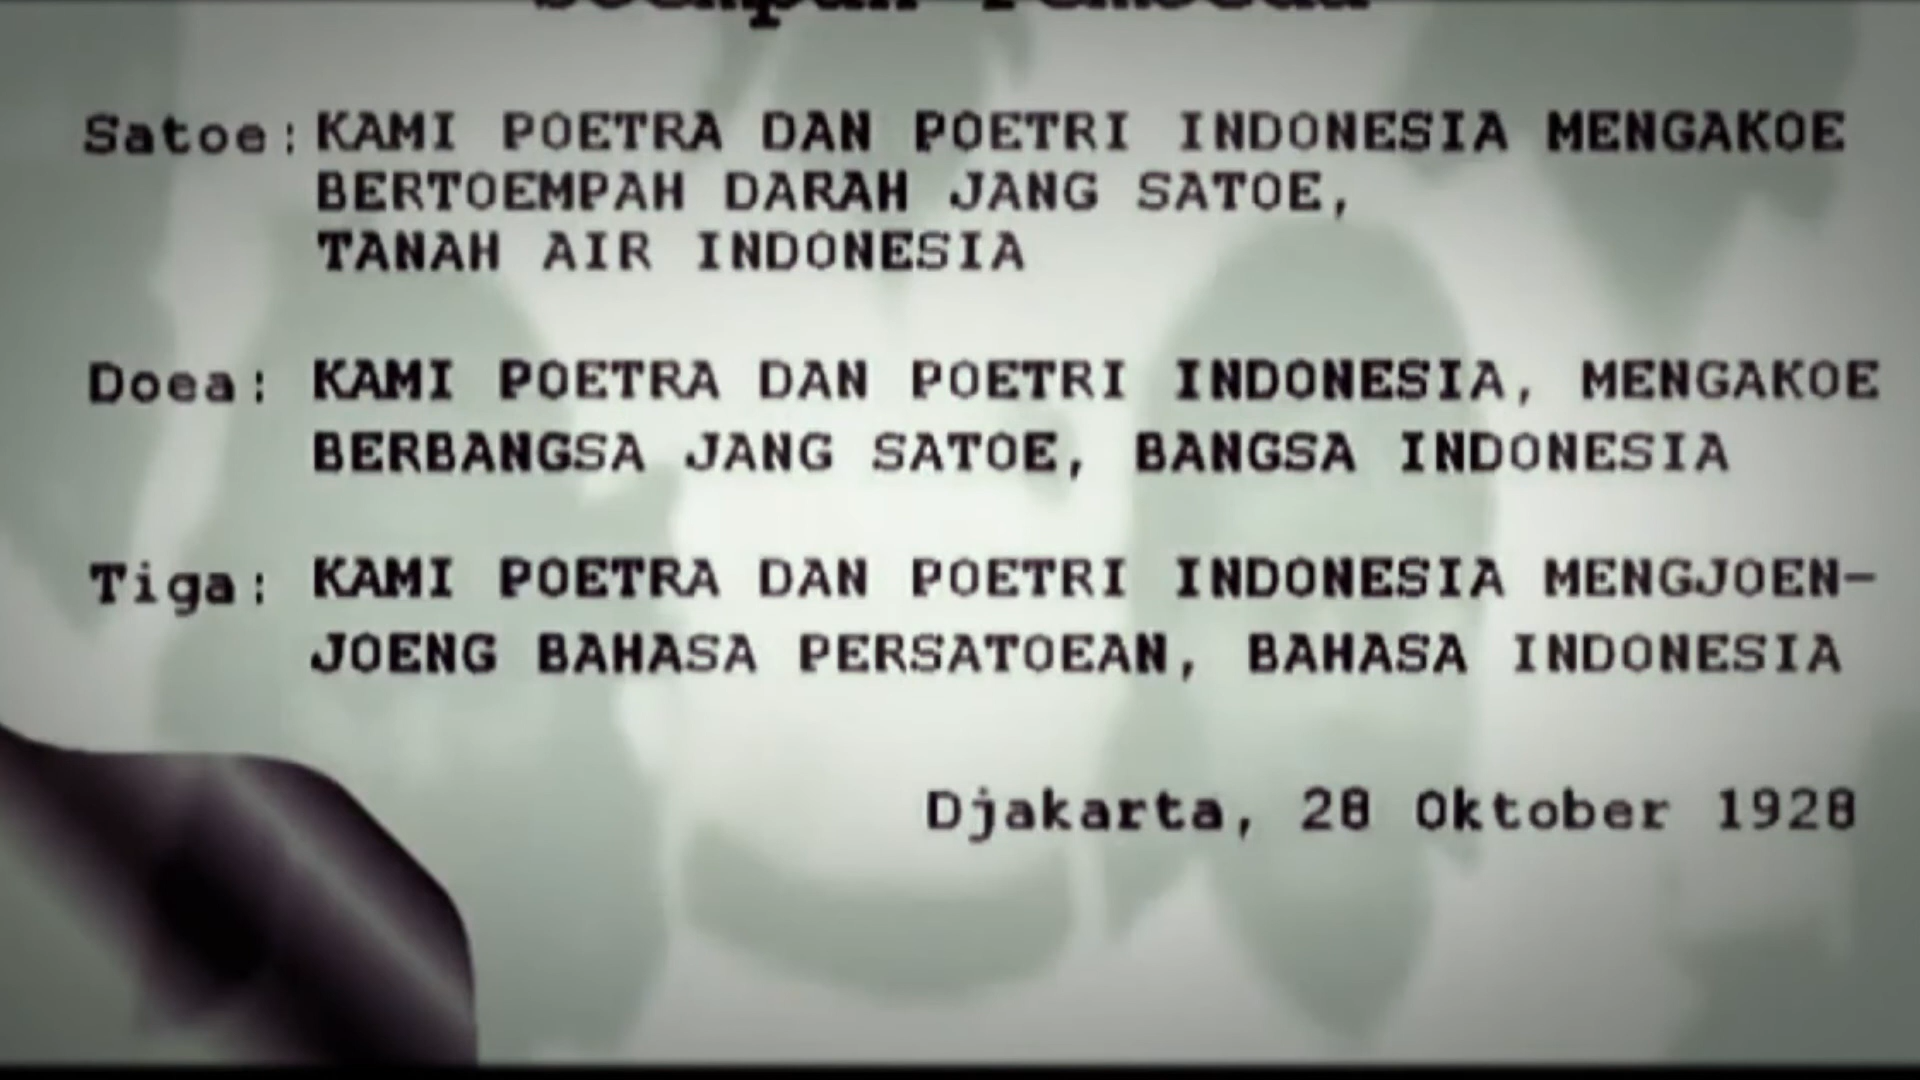 Satoe: KAMI POETRA DAN POETRI INDONESIA MENGAKOE
BERTOEMPAH DARAH JANG SATOE,
TANAH AIR INDONESIA
Doea: KAMI POETRA DAN POETRI INDONESIA, MENGAKOE
BERBANGSA JANG SATOE, BANGSA INDONESIA
Tiga: KAMI POETRA DAN POETRI INDONESIA MENGJOEN-
JOENG BAHASA PERSATOEAN, BAHASA INDONESIA
Djakarta, 28 Oktober 1928